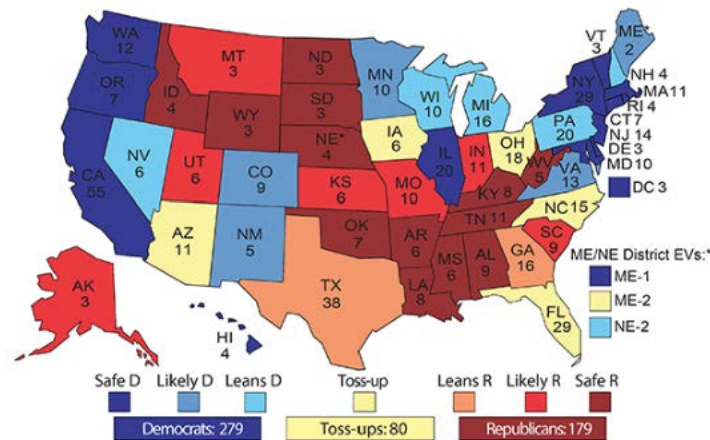 WA
12
OR
7
CA
55
NV
6
ID
4
MT
3
WY
3
UT
6
AZ
11
CO
9
NM
5
ND
3
SD
3
NE*
4
KS
6
OK
7
TX
38
MN
10
IA
6
MO
10
AR
6
LA
8
WI
10
IL
20
MI
16
IN
11
OH
18
KY 8
TN 11
MS
6
AL
9
GA
16
FL
29
SC
9
NC 15
VA
13
WV
5
PA
20
NY
29
VT
3
ME*
2
NH 4
MA 11
RI 4
CT 7
NJ 14
DE 3
MD 10
DC 3
AK
3
HI
4
ME/NE District EVs:*
ME-1
ME-2
NE-2
Safe D
Likely D
Leans D
Toss-up
Leans R
Likely R
Safe R
Democrats: 279
Toss-ups: 80
Republicans: 179